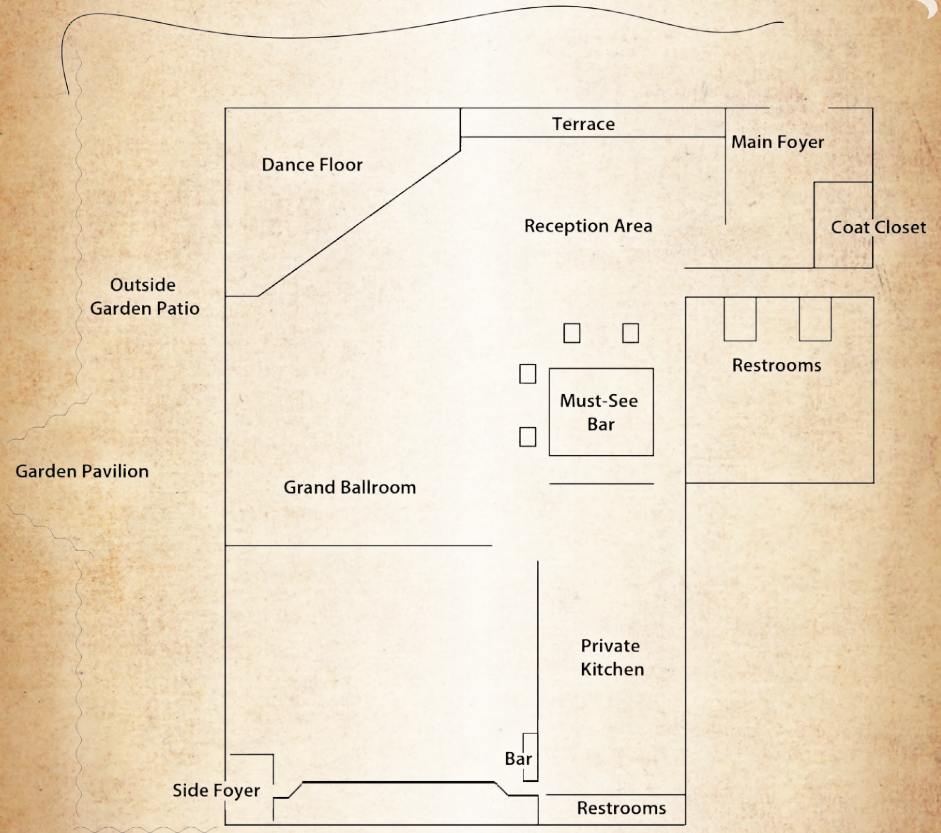 Terrace
Main Foyer
Dance Floor
Reception Area
Coat Closet
Outside
Garden Patio
Restrooms
Must-See
Bar
Garden Pavilion
Grand Ballroom
Private
Kitchen
Bar
Side Foyer
Restrooms